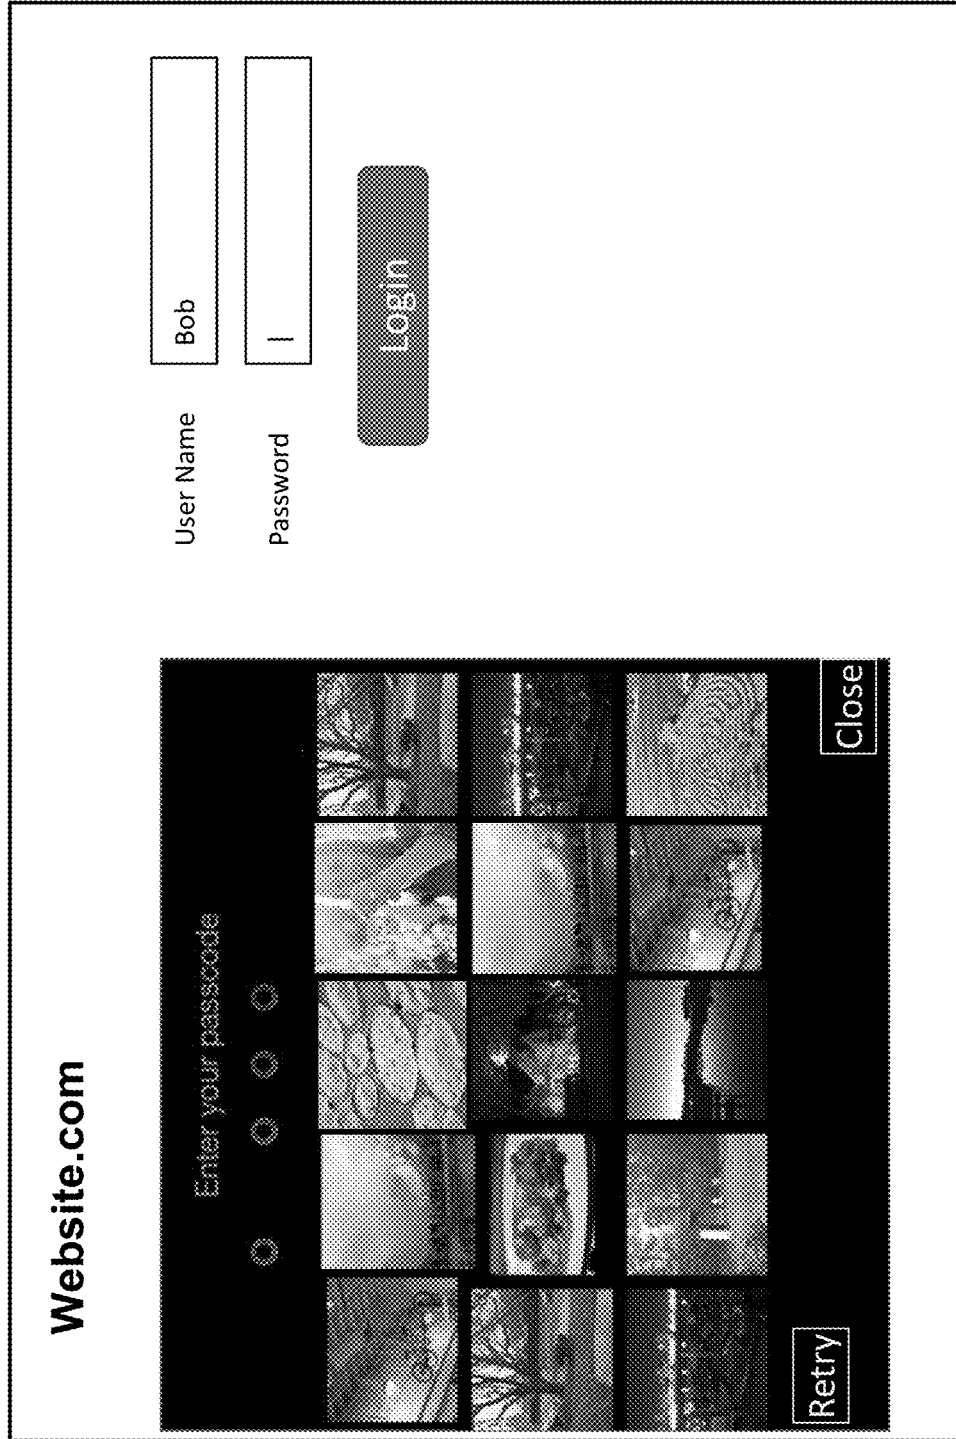 Website.com
Enter your passcode
Retry
Close
User Name
Bob
Password
Login